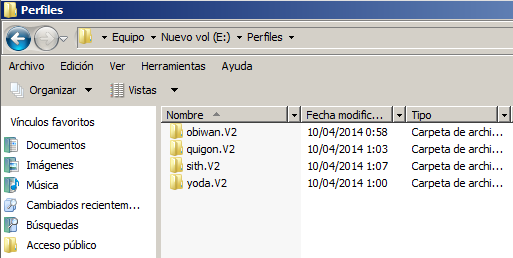 Perfiles
Equipo Nuevo vol (E:) Perfiles
Archivo Edición Ver Herramientas Ayuda
Organizar Vistas
Vínculos favoritos
Documentos
Imágenes
Música
Cambiados recientem...
Búsquedas
Acceso público
Nombre Fecha modific... Tipo
obiwan.V2 10/04/2014 0:58 Carpeta de archi...
quigon.V2 10/04/2014 1:03 Carpeta de archi...
sith.V2 10/04/2014 1:07 Carpeta de archi...
yoda.V2 10/04/2014 1:00 Carpeta de archi...